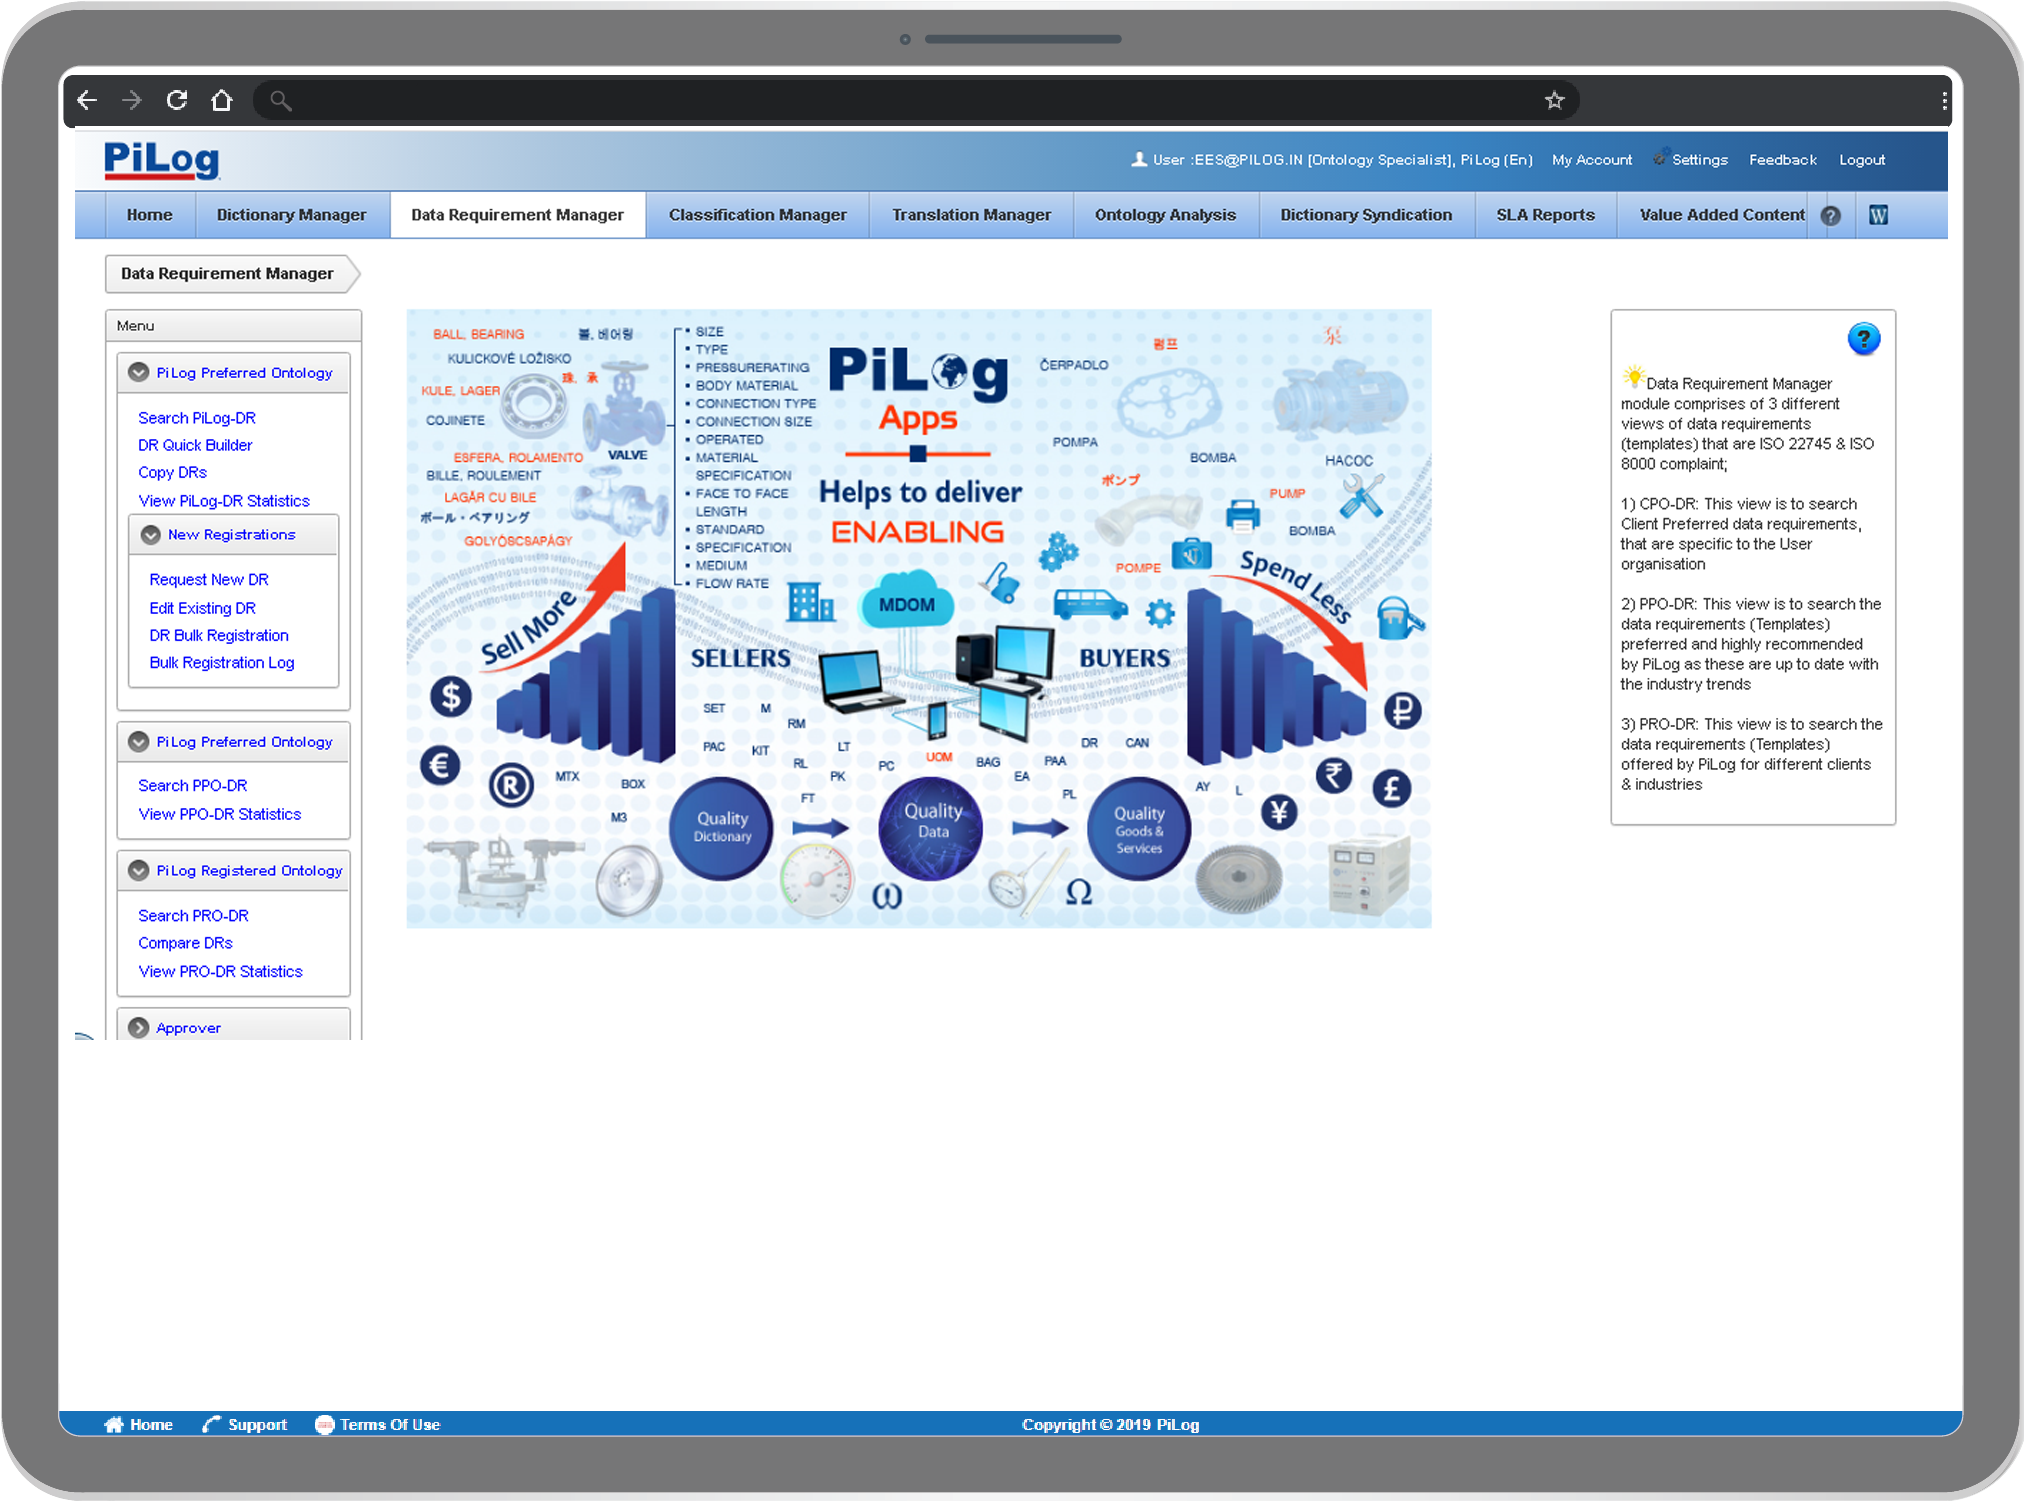 PiLog
User :EES@PILOG.IN [Ontology Specialist], PiLog (En) My Account Settings Feedback Logout
Home Dictionary Manager Data Requirement Manager Classification Manager Translation Manager Ontology Analysis Dictionary Syndication SLA Reports Value Added Content ? W
Data Requirement Manager
Menu
PiLog Preferred Ontology
Search PiLog-DR
DR Quick Builder
Copy DRs
View PiLog-DR Statistics
New Registrations
Request New DR
Edit Existing DR
DR Bulk Registration
Bulk Registration Log
PiLog Preferred Ontology
Search PPO-DR
View PPO-DR Statistics
PiLog Registered Ontology
Search PRO-DR
Compare DRs
View PRO-DR Statistics
Approver
BALL, BEARING
볼, 베어링
KULICKOVÉ LOŽISKO
珠, 承
KULE, LAGER
COJINETE
ESFERA, ROLAMENTO
VALVE
BILLE, ROULEMENT
LAGĂR CU BILE
ボール・ベアリング
GOLYÓSCSAPÁGY
SIZE
TYPE
PRESSURERATING
BODY MATERIAL
CONNECTION TYPE
CONNECTION SIZE
OPERATED
MATERIAL
SPECIFICATION
FACE TO FACE
LENGTH
STANDARD
SPECIFICATION
MEDIUM
FLOW RATE
PiLog
Apps
Helps to deliver
ENABLING
ČERPADLO
펌프
泵
POMPA
BOMBA
HACOC
ポンプ
PUMP
BOMBA
POMPE
Sell More
MDOM
Spend Less
SELLERS
BUYERS
$
€
®
₽
₹
£
¥
SET M
RM
PAC KIT LT
RL PK PC UOM BAG EA PAA DR CAN
MTX BOX FT PL AY L
M3
Quality
Dictionary
Quality
Data
Quality
Goods &
Services
ω
Ω
?
Data Requirement Manager
module comprises of 3 different
views of data requirements
(templates) that are ISO 22745 & ISO
8000 complaint;
1) CPO-DR: This view is to search
Client Preferred data requirements,
that are specific to the User
organisation
2) PPO-DR: This view is to search the
data requirements (Templates)
preferred and highly recommended
by PiLog as these are up to date with
the industry trends
3) PRO-DR: This view is to search the
data requirements (Templates)
offered by PiLog for different clients
& industries
Home Support Terms Of Use Copyright © 2019 PiLog